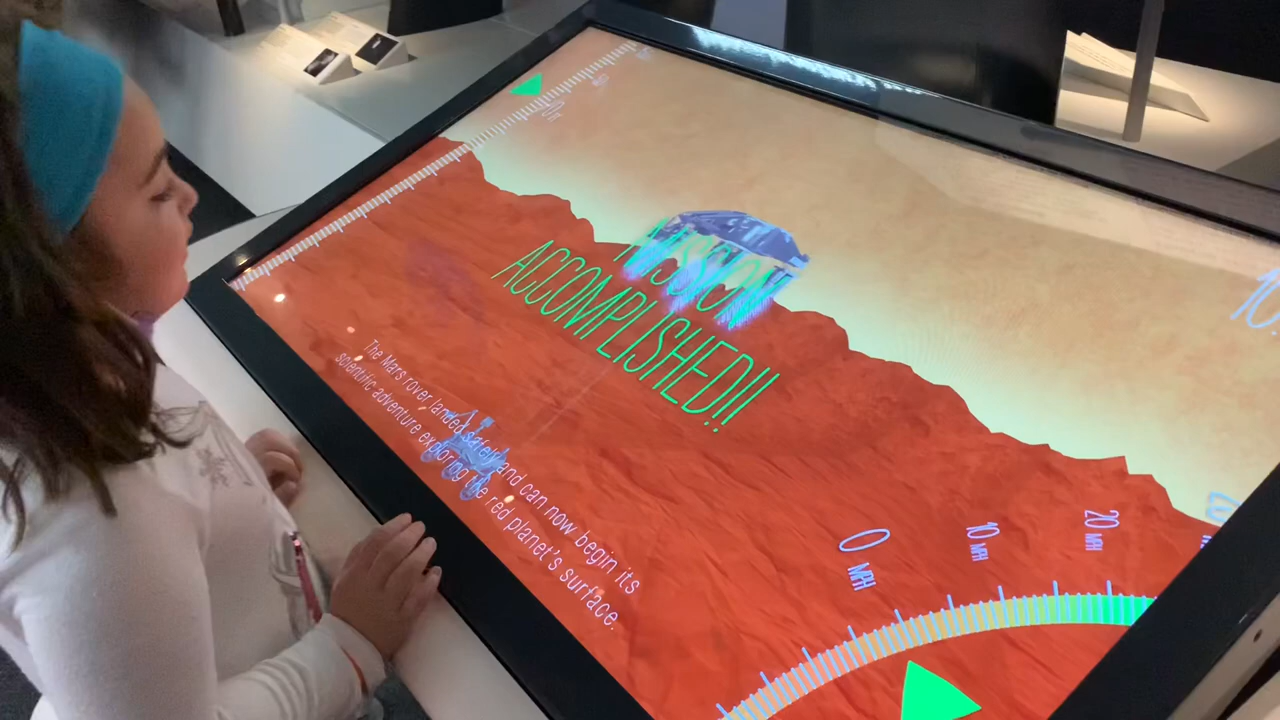 MISSION
ACCOMPLISHED!!
The Mars rover landed safely and can now begin its
scientific adventure exploring the red planet's surface.
0 MPH
10 MPH
20 MPH